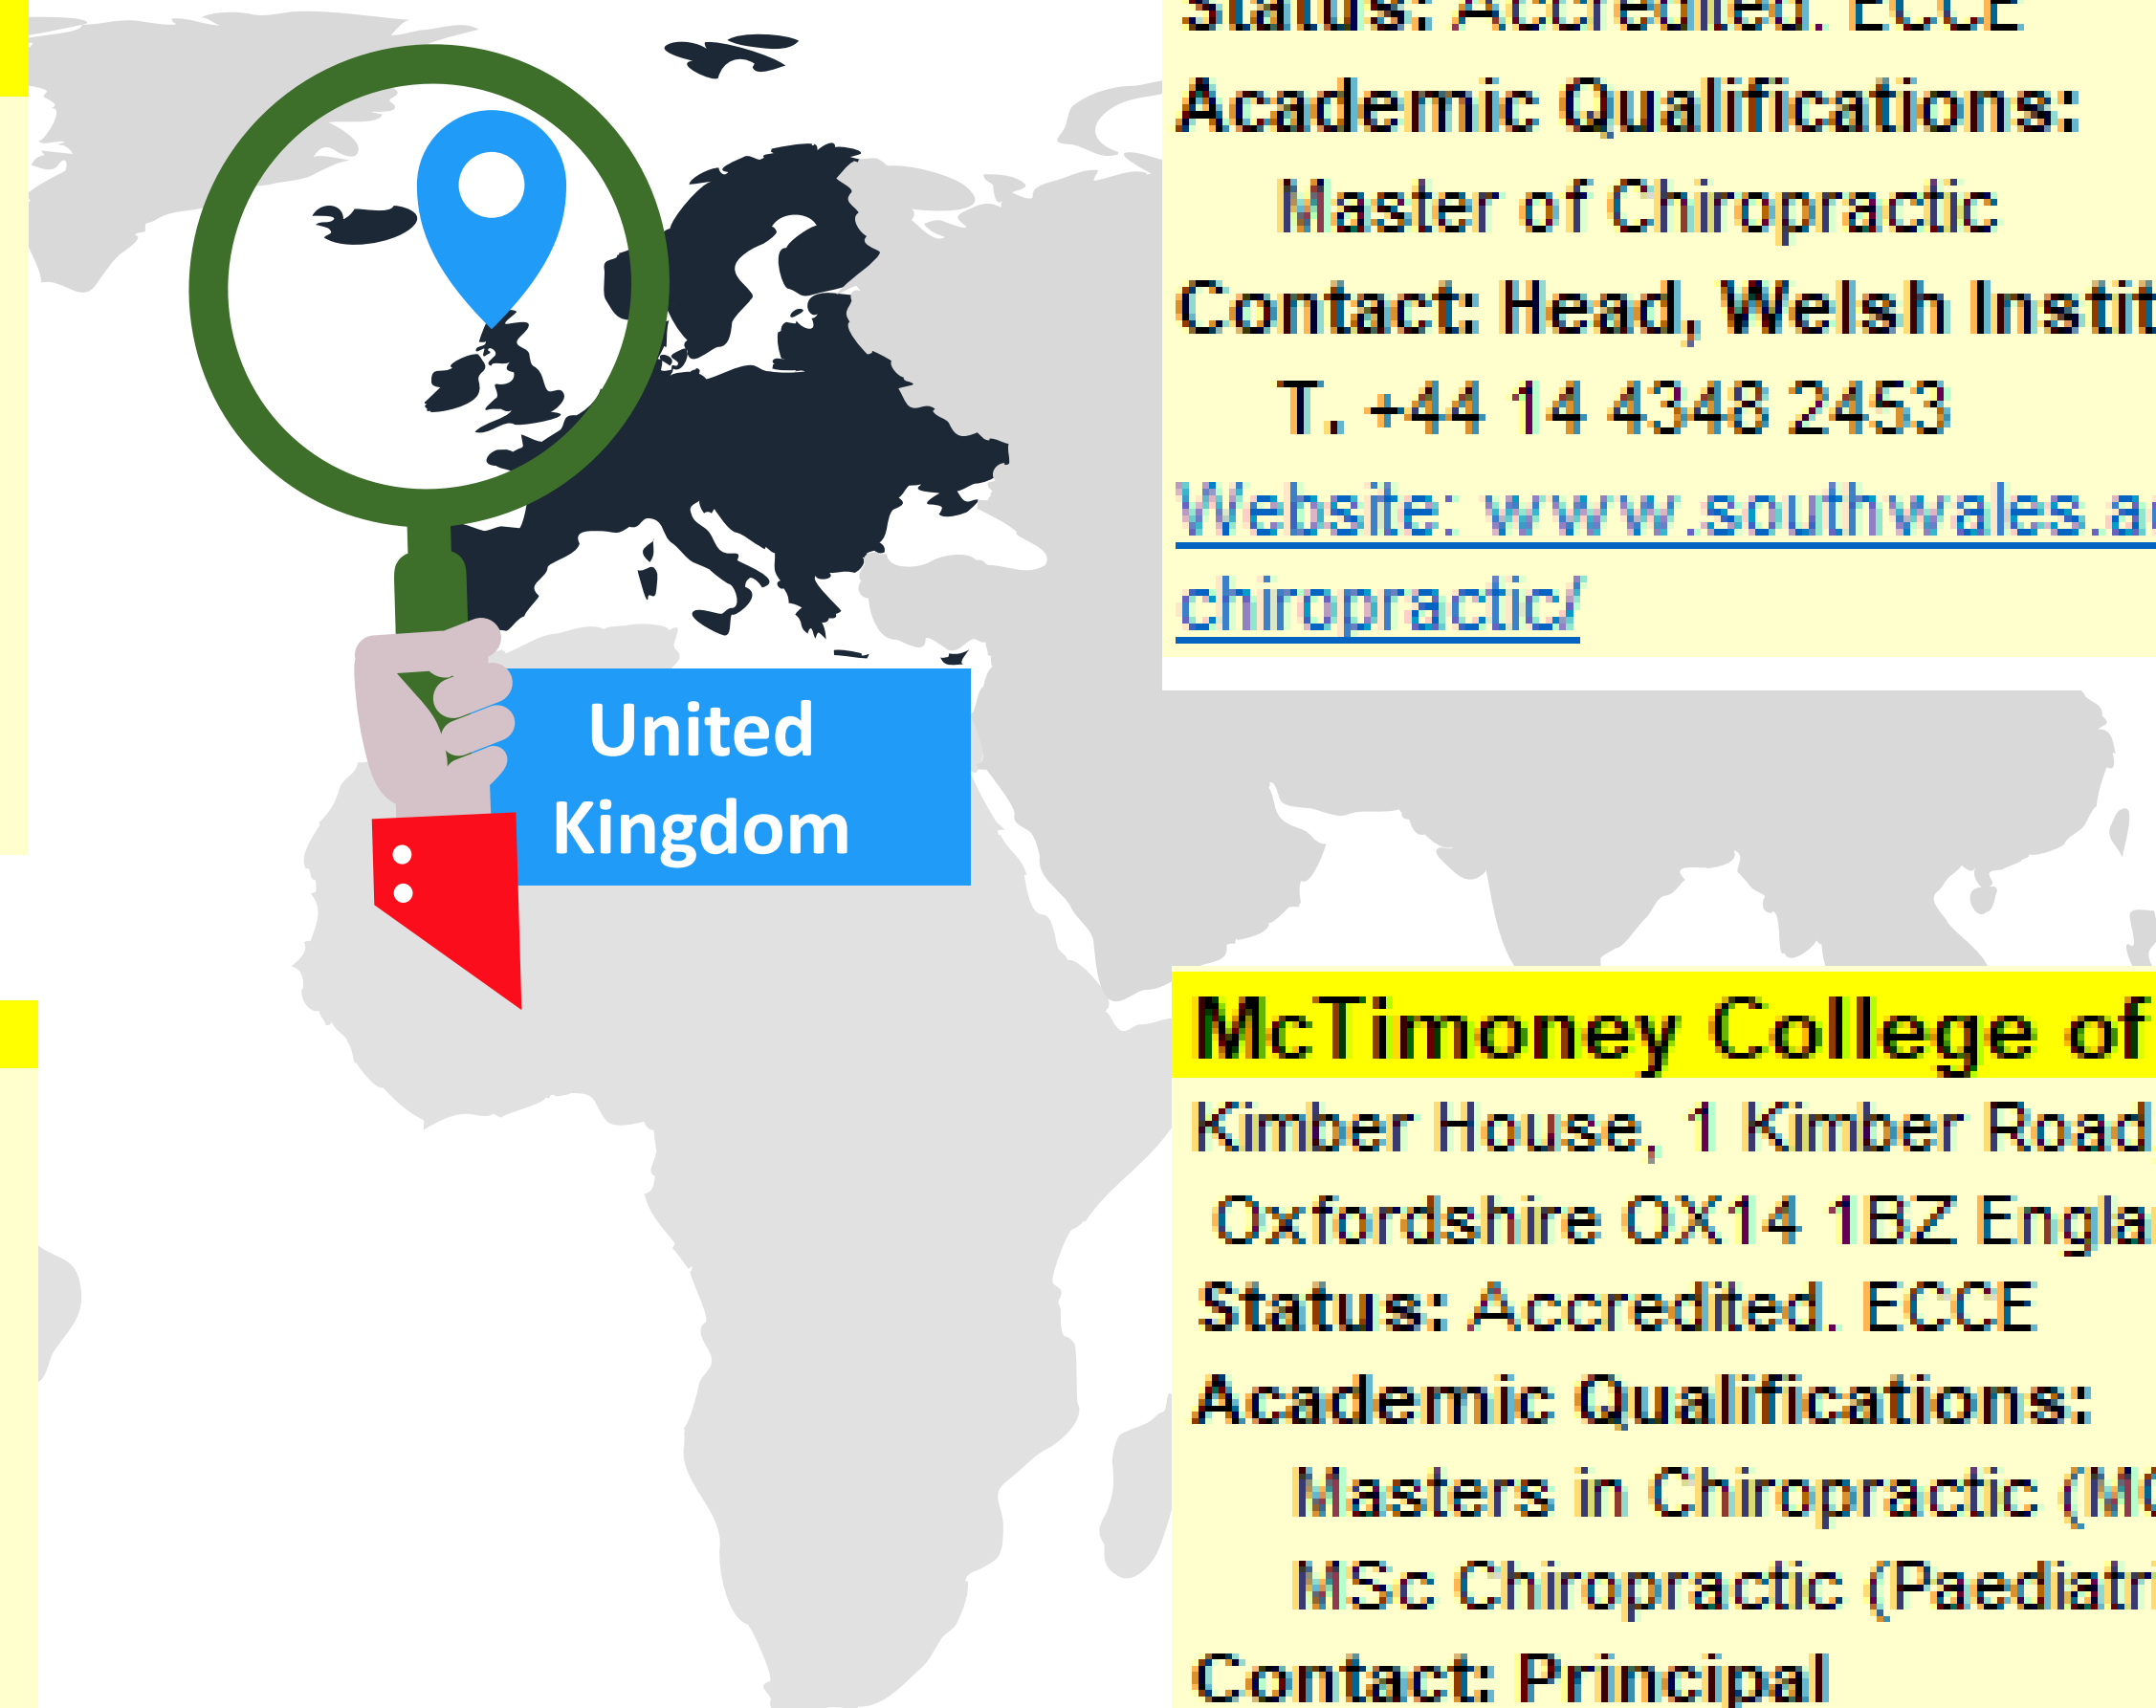 Status: Accredited. ECCE
Academic Qualifications:
Master of Chiropractic
Contact: Head, Welsh Instit
T. +44 14 4348 2453
Website: www.southwales.a
chiropractic/
United
Kingdom
McTimoney College of
Kimber House, 1 Kimber Road
Oxfordshire OX14 1BZ Engla
Status: Accredited. ECCE
Academic Qualifications:
Masters in Chiropractic (MC
MSc Chiropractic (Paediatr
Contact: Principal